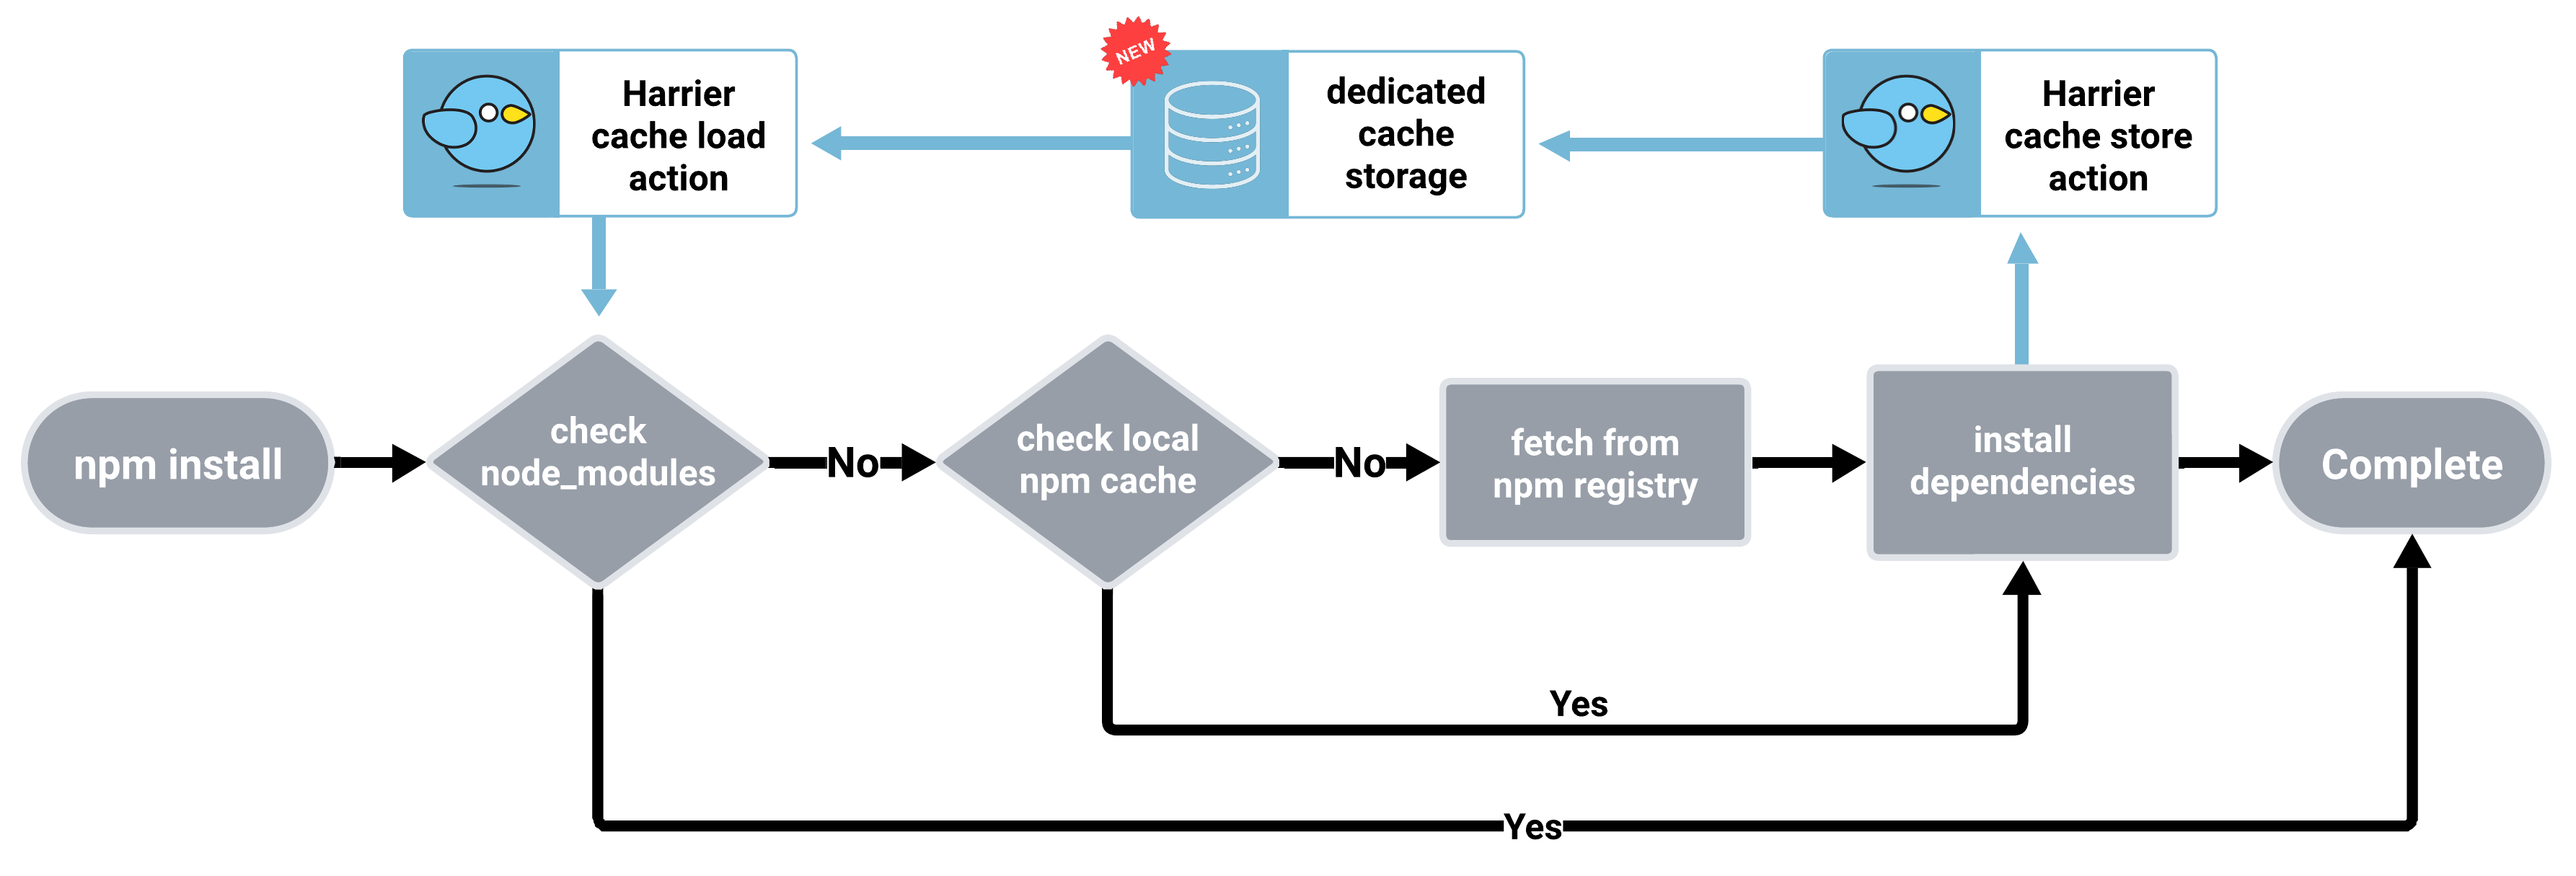 Harrier
cache load
action
NEW
dedicated
cache
storage
Harrier
cache store
action
npm install
check
node_modules
No
check local
npm cache
No
fetch from
npm registry
install
dependencies
Complete
Yes
Yes